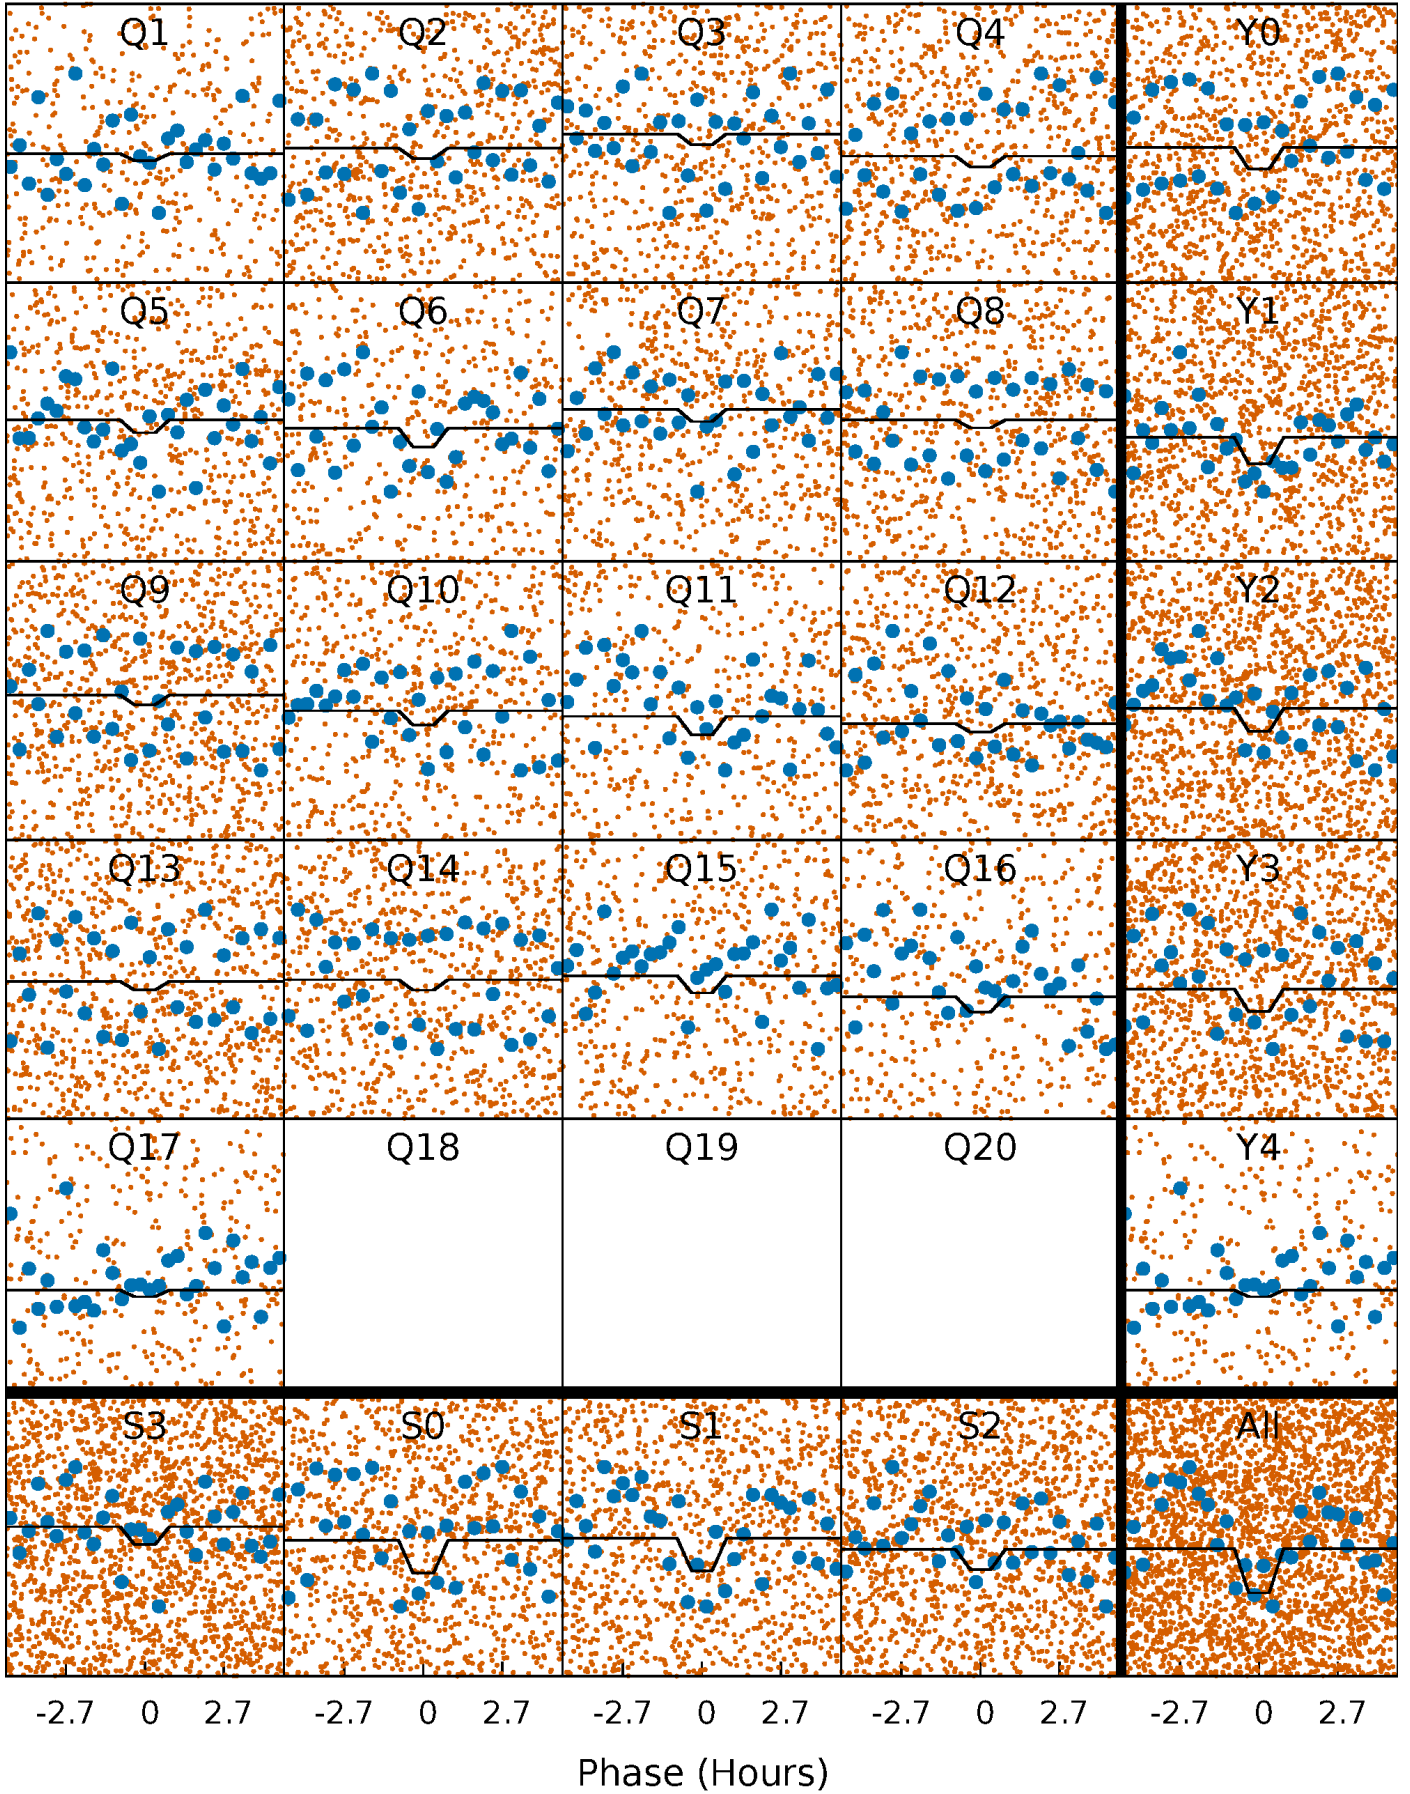 Q1 Q2 Q3 Q4 Y0
Q5 Q6 Q7 Q8 Y1
Q9 Q10 Q11 Q12 Y2
Q13 Q14 Q15 Q16 Y3
Q17 Q18 Q19 Q20 Y4
S3 S0 S1 S2 All
-2.7 0 2.7 -2.7 0 2.7 -2.7 0 2.7 -2.7 0 2.7 -2.7 0 2.7
Phase (Hours)